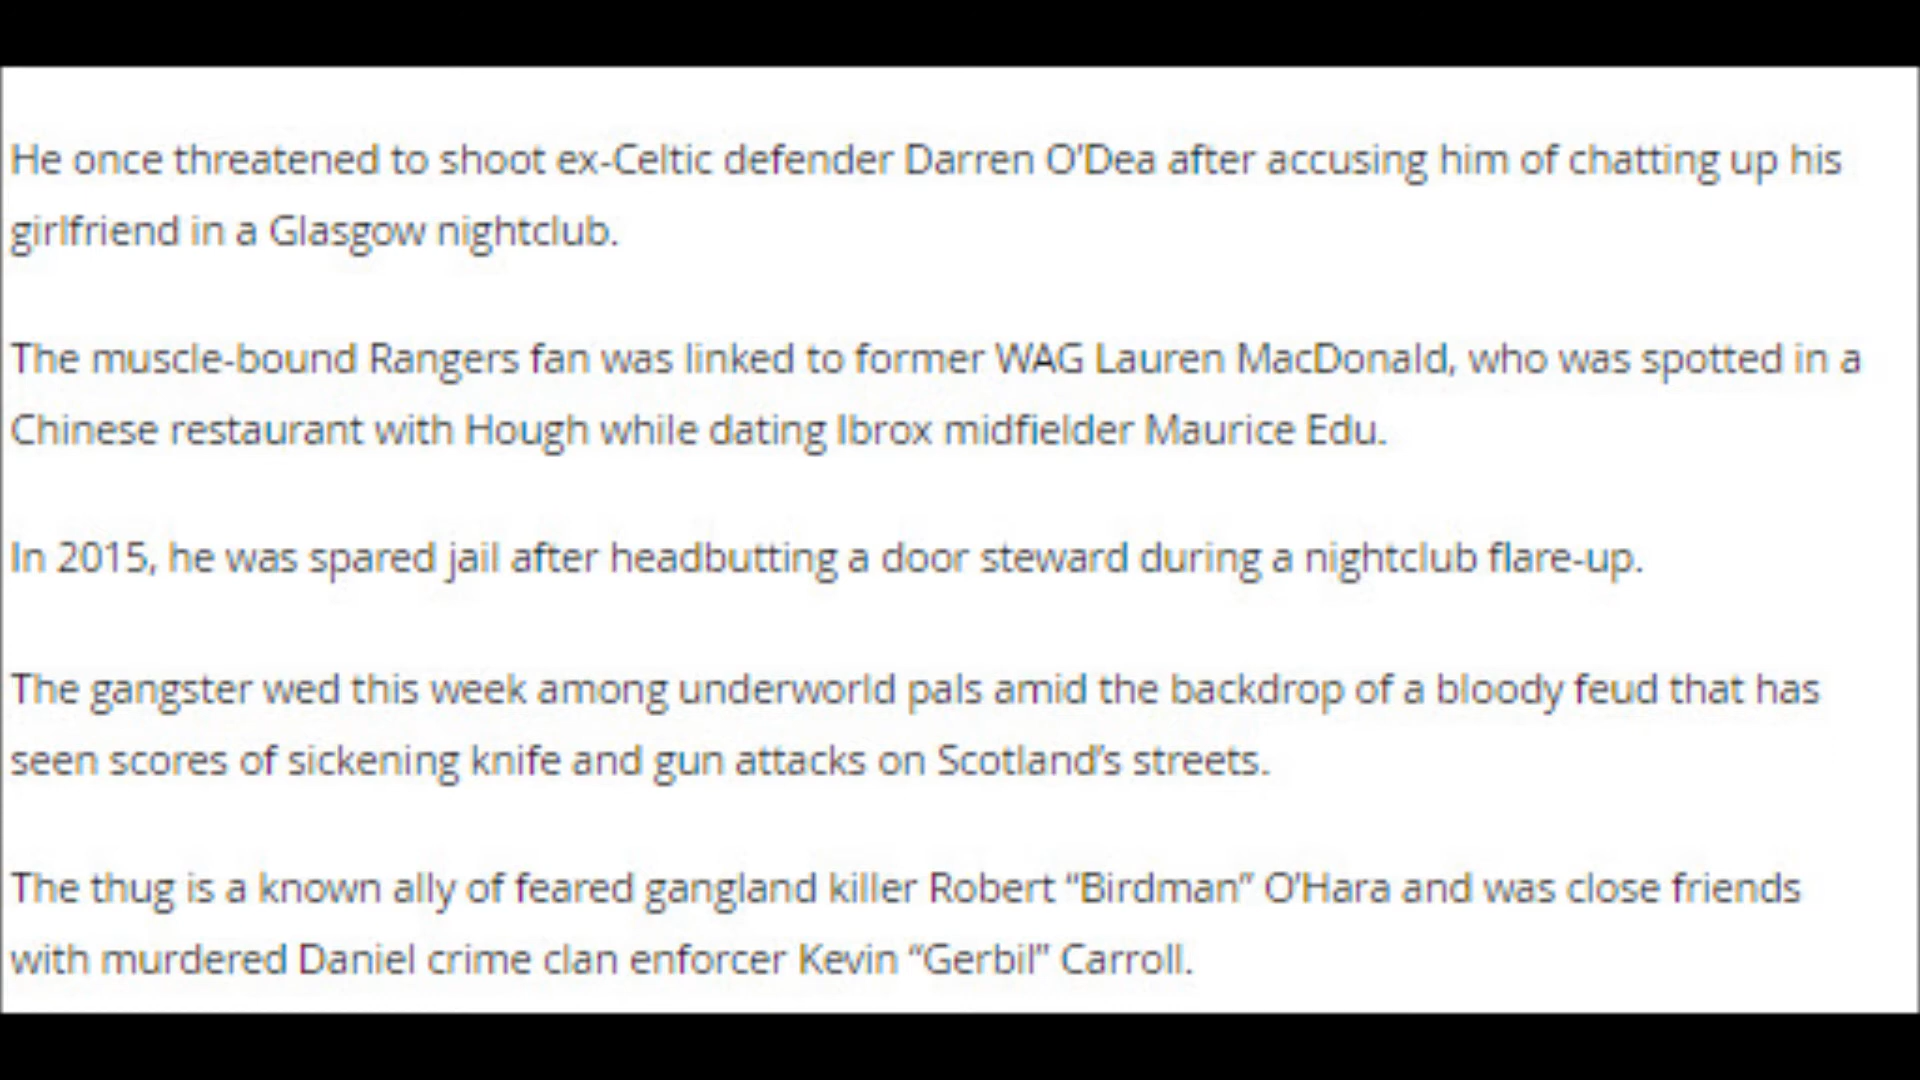 He once threatened to shoot ex-Celtic defender Darren O'Dea after accusing him of chatting up his
girlfriend in a Glasgow nightclub.
The muscle-bound Rangers fan was linked to former WAG Lauren MacDonald, who was spotted in a
Chinese restaurant with Hough while dating Ibrox midfielder Maurice Edu.
In 2015, he was spared jail after headbutting a door steward during a nightclub flare-up.
The gangster wed this week among underworld pals amid the backdrop of a bloody feud that has
seen scores of sickening knife and gun attacks on Scotland's streets.
The thug is a known ally of feared gangland killer Robert “Birdman” O'Hara and was close friends
with murdered Daniel crime clan enforcer Kevin “Gerbil” Carroll.